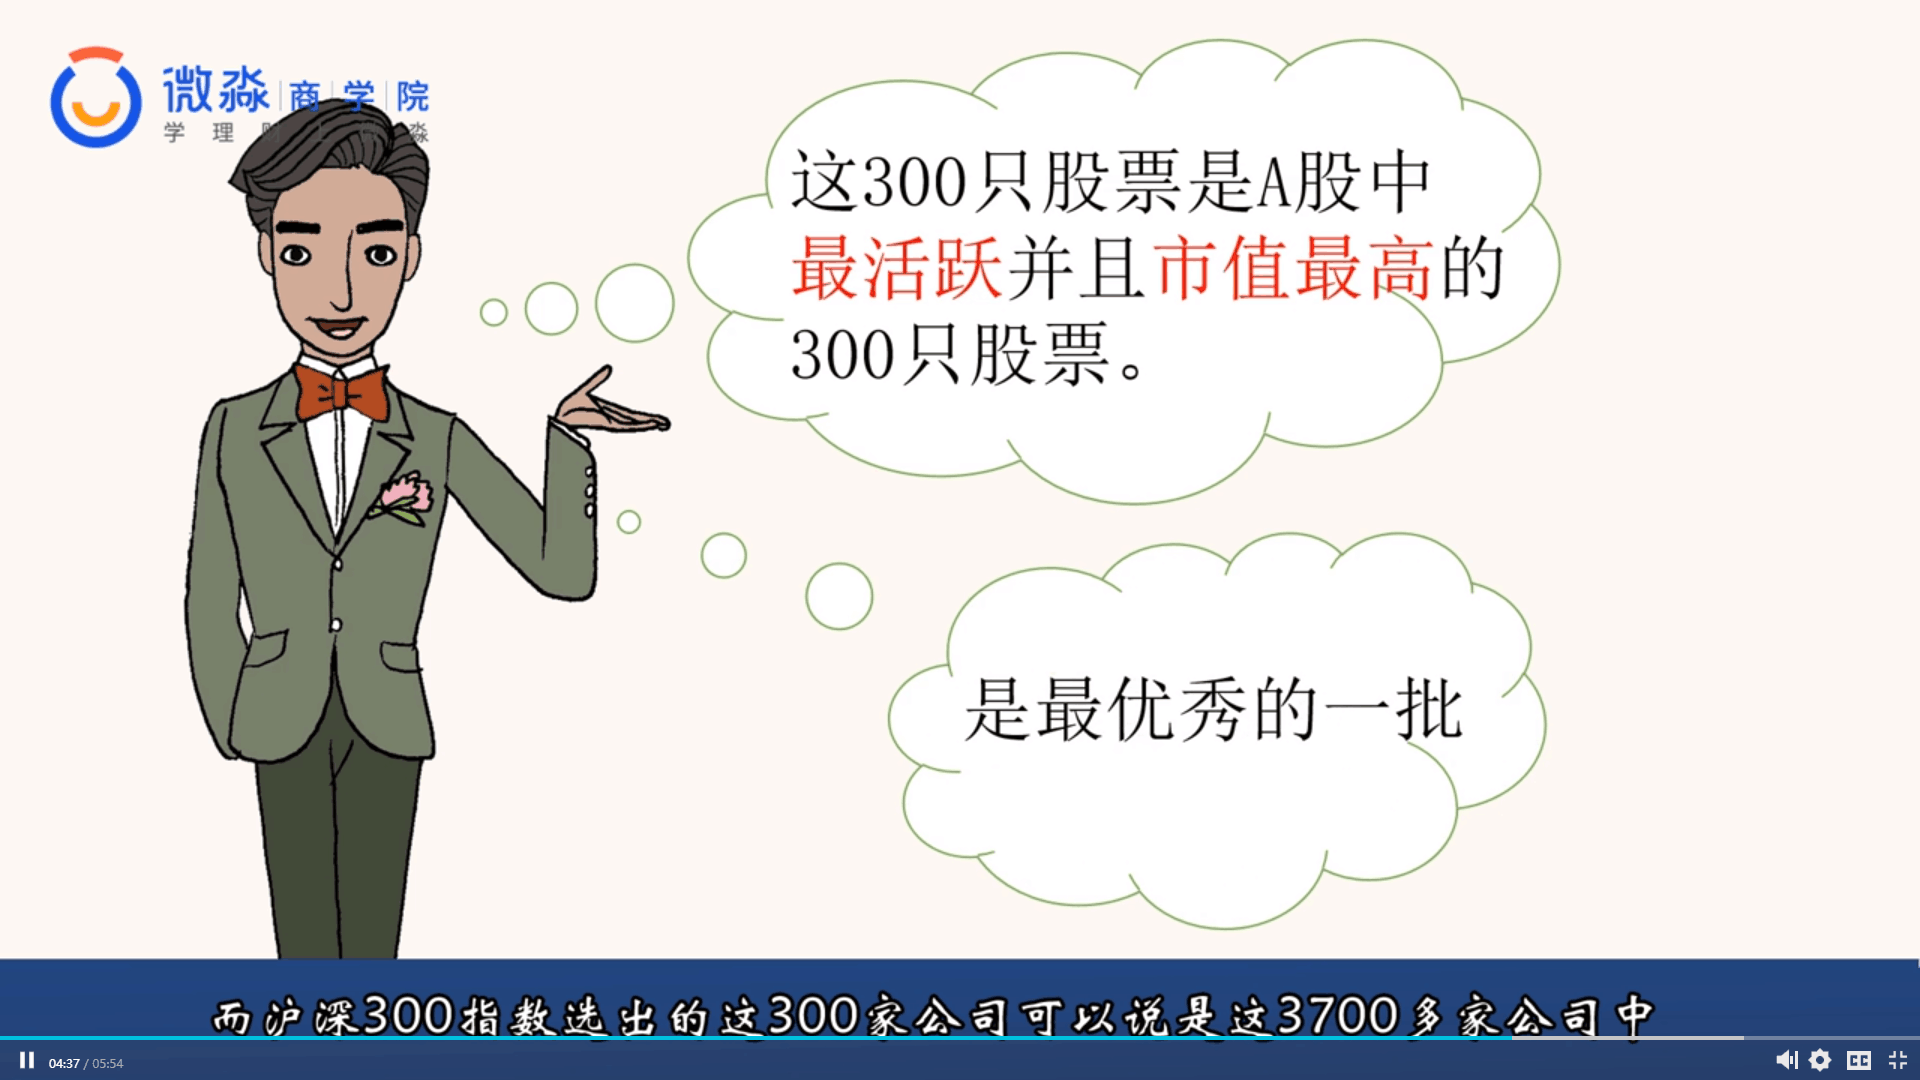 微淼商学院
学理
淼
这300只股票是A股中
最活跃并且市值最高的
300只股票。
是最优秀的一批
而沪深300指数选出的这300家公司可以说是这3700多家公司中
04:37 / 05:54
CC